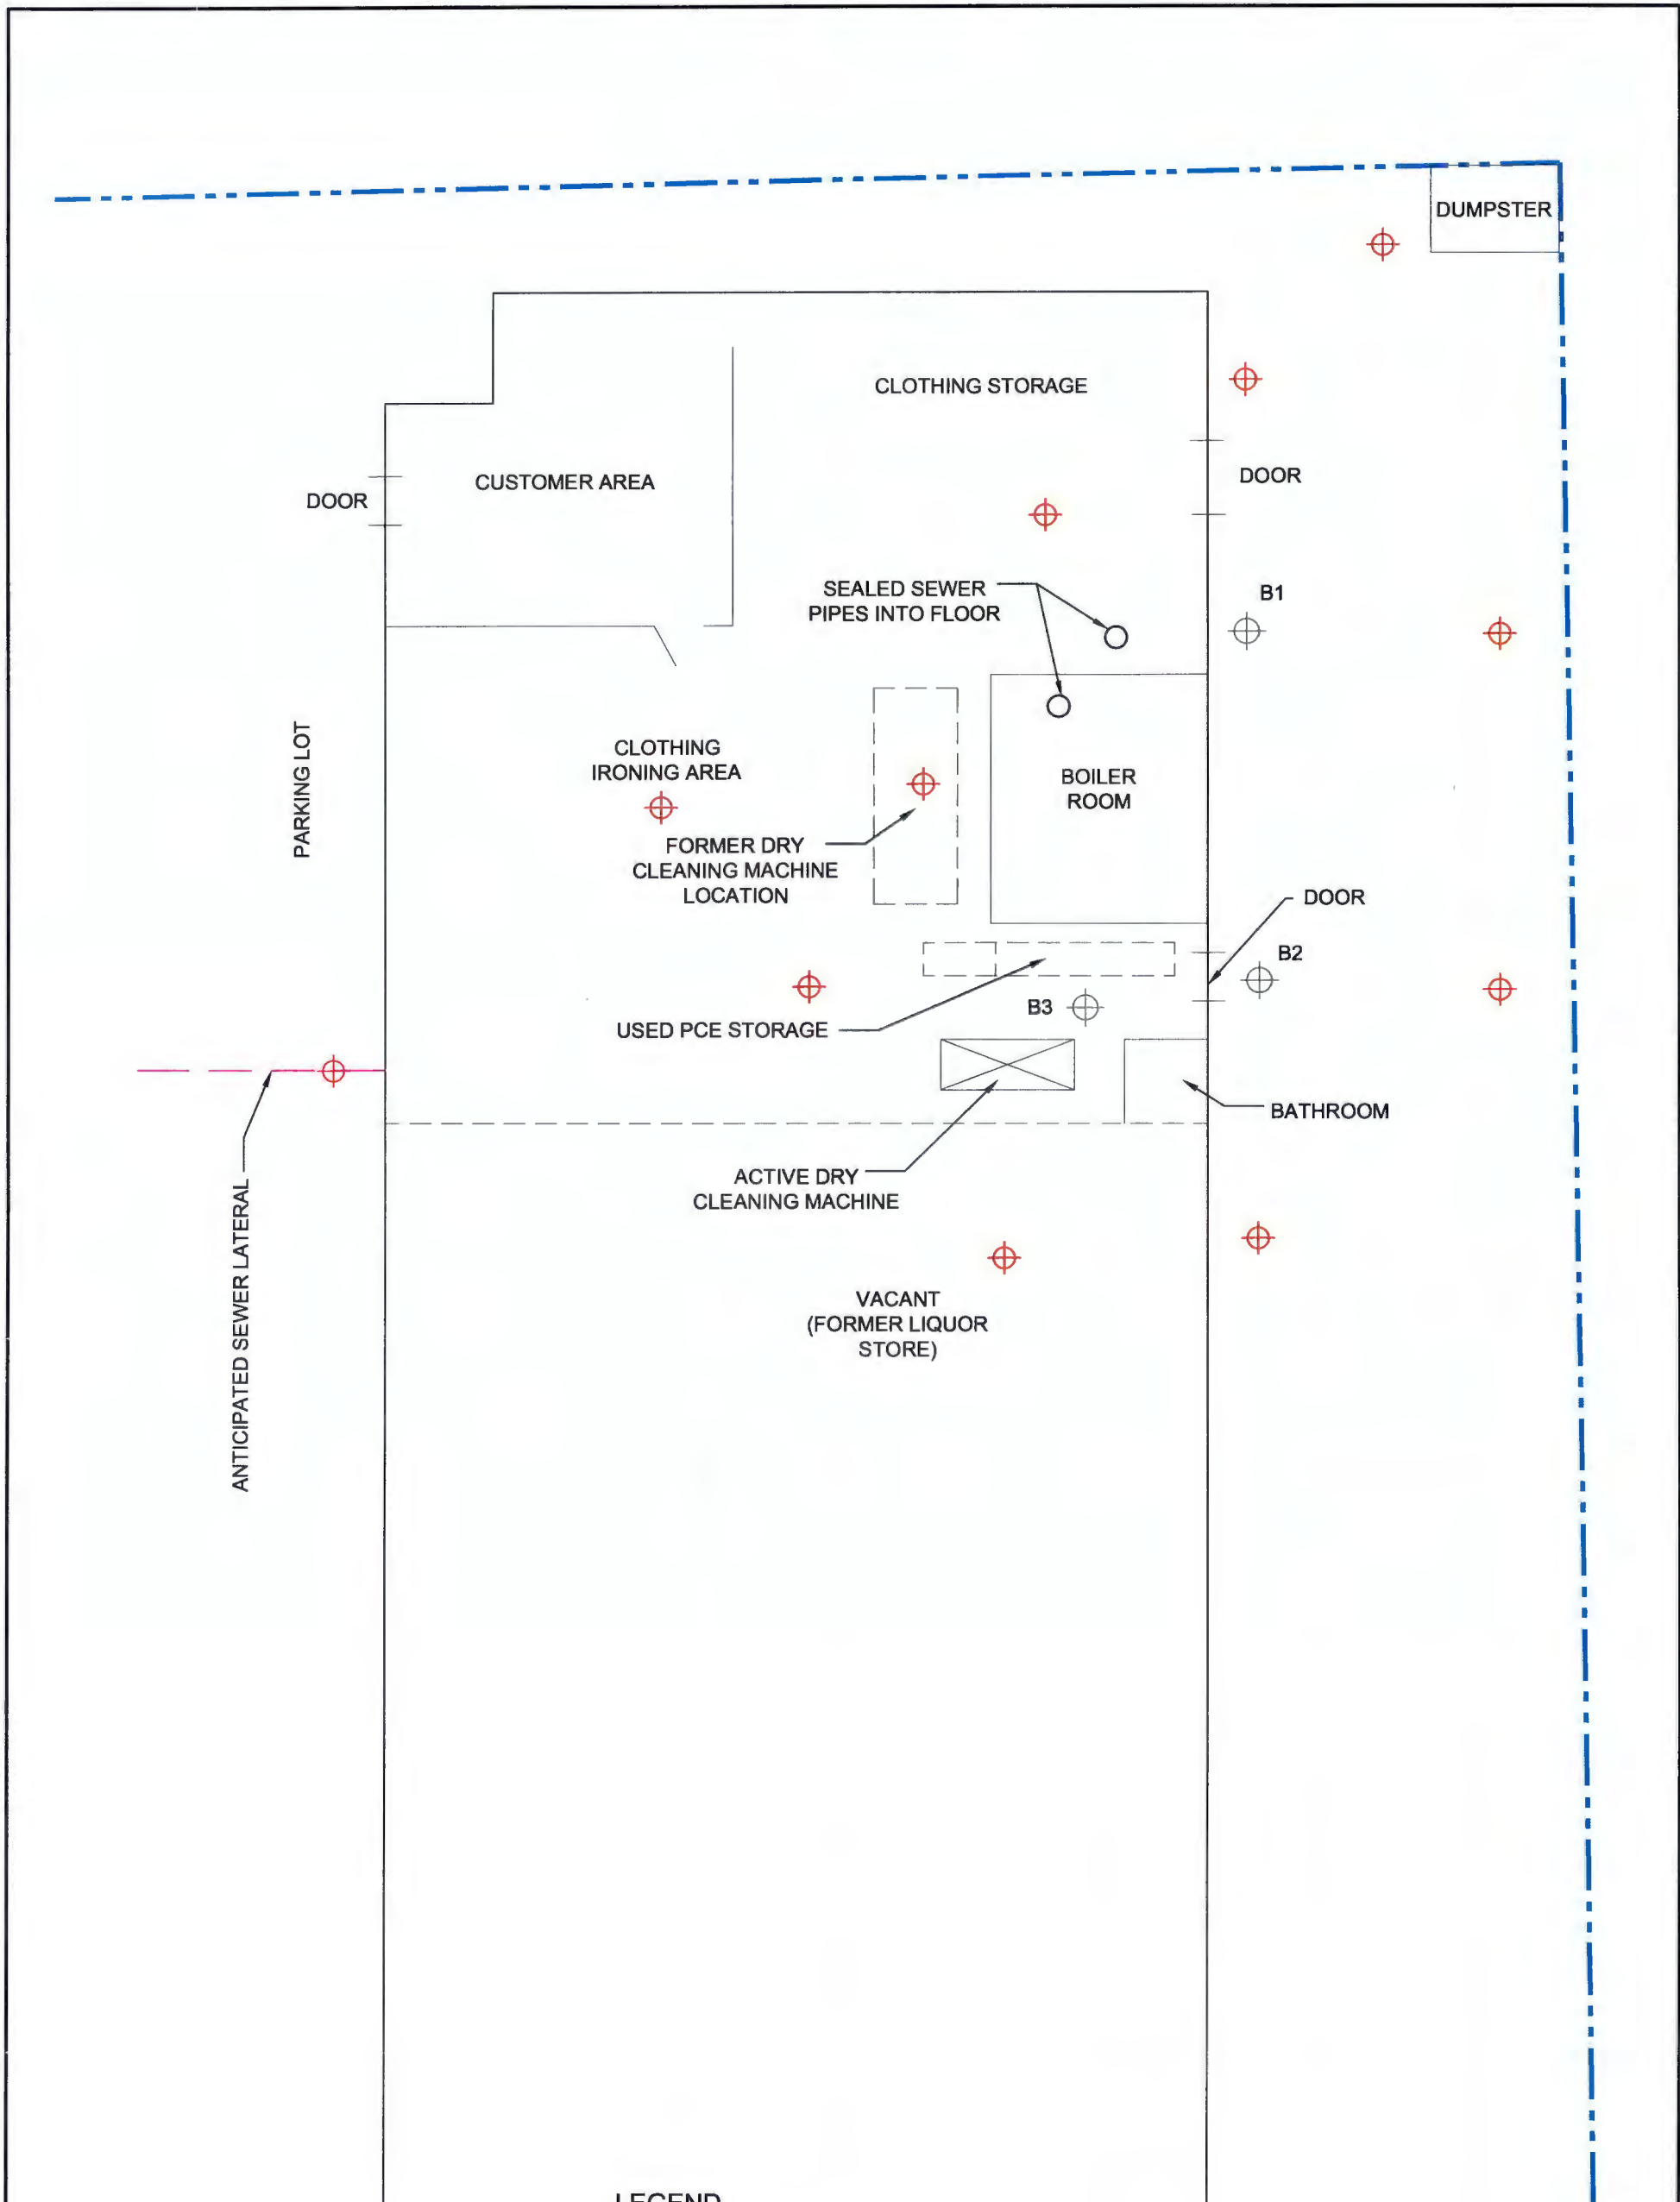 DUMPSTER
CLOTHING STORAGE
CUSTOMER AREA
DOOR
DOOR
SEALED SEWER
PIPES INTO FLOOR
B1
PARKING LOT
CLOTHING
IRONING AREA
BOILER
ROOM
FORMER DRY
CLEANING MACHINE
LOCATION
DOOR
B2
B3
USED PCE STORAGE
BATHROOM
ACTIVE DRY
CLEANING MACHINE
ANTICIPATED SEWER LATERAL
VACANT
(FORMER LIQUOR
STORE)
LEGEND